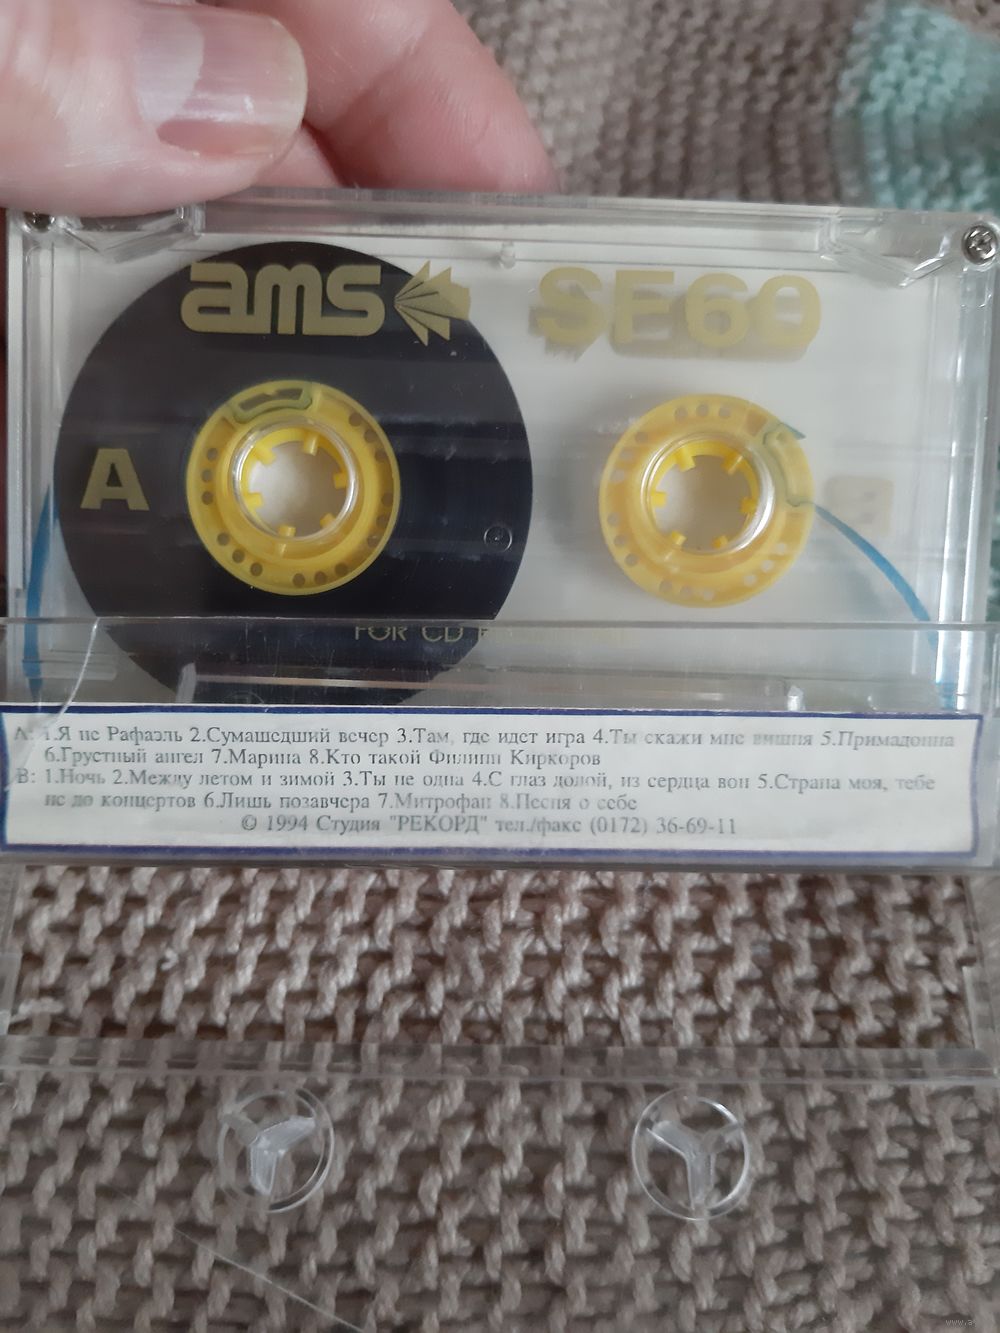 ams SF60
A B
FOR CD
A: 1.Я не Рафаэль 2.Сумашедший вечер 3.Там, где идет игра 4.Ты скажи мне вишня 5.Примадонна
6.Грустный ангел 7.Марина 8.Кто такой Филипп Киркоров
B: 1.Ночь 2.Между летом и зимой 3.Ты не одна 4.С глаз долой, из сердца вон 5.Страна моя, тебе
не до концертов 6.Лишь позавчера 7.Митрофан 8.Песня о себе
© 1994 Студия "РЕКОРД" тел./факс (0172) 36-69-11